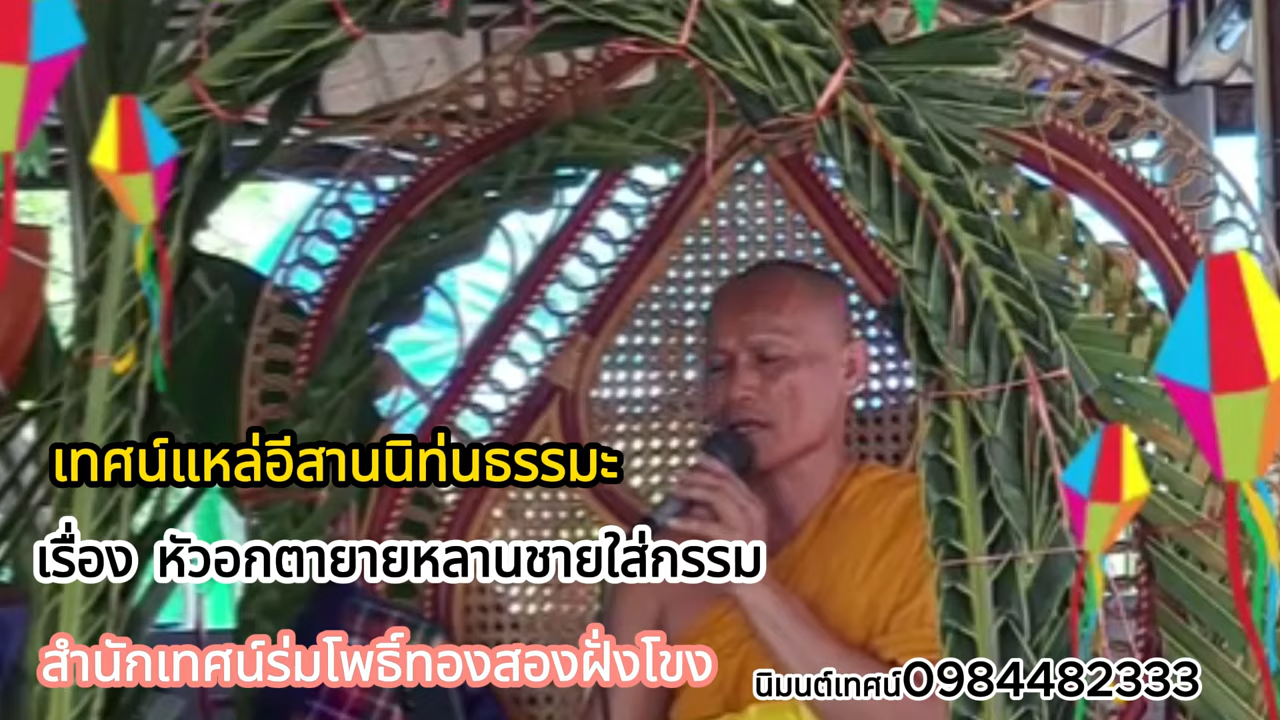 เทศน์แหล่อีสานนิท่นธรรมะ
เรื่อง หัวอกตายายหลานชายใส่กรรม
สำนักเทศน์ร่มโพธิ์ทองสองฝั่งโขง
นิมนต์เทศน์0984482333